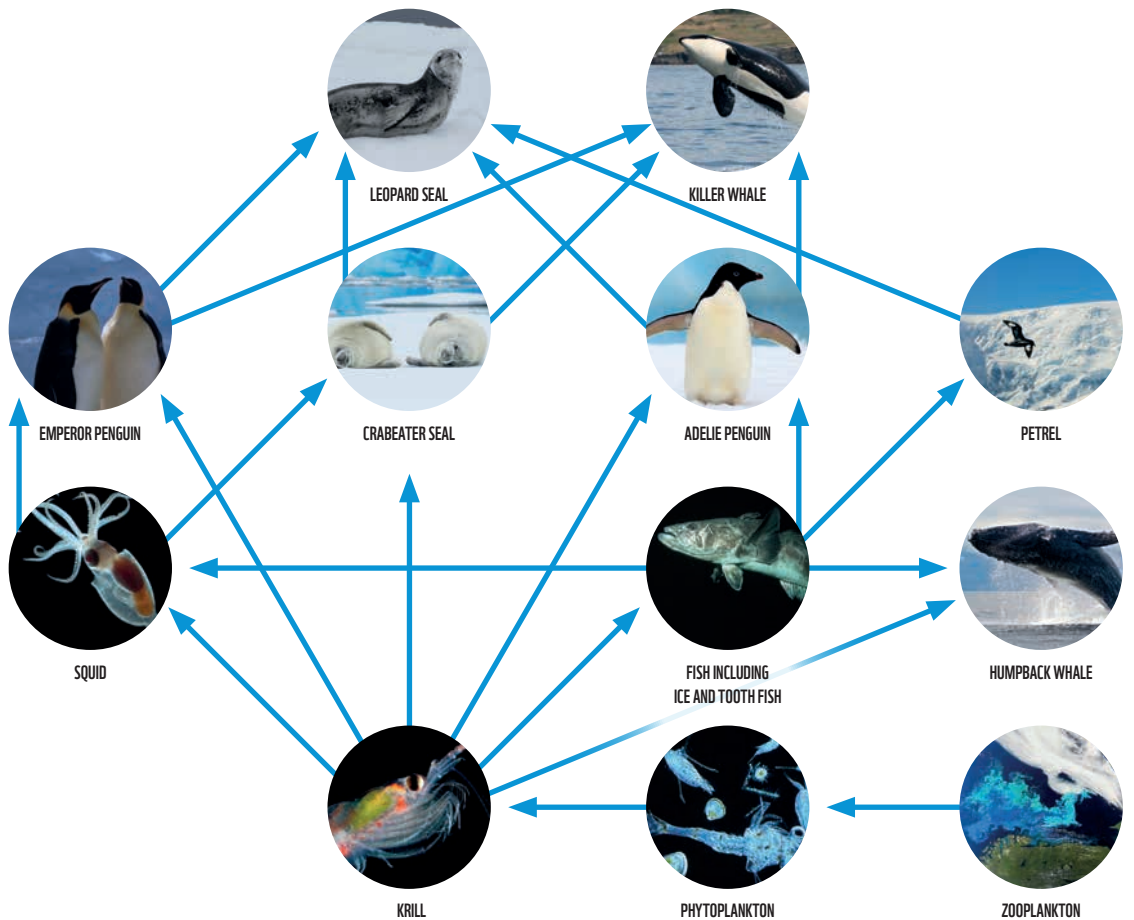 LEOPARD SEAL
KILLER WHALE
EMPEROR PENGUIN
CRABEATER SEAL
ADELIE PENGUIN
PETREL
SQUID
FISH INCLUDING
ICE AND TOOTH FISH
HUMPBACK WHALE
KRILL
PHYTOPLANKTON
ZOOPLANKTON